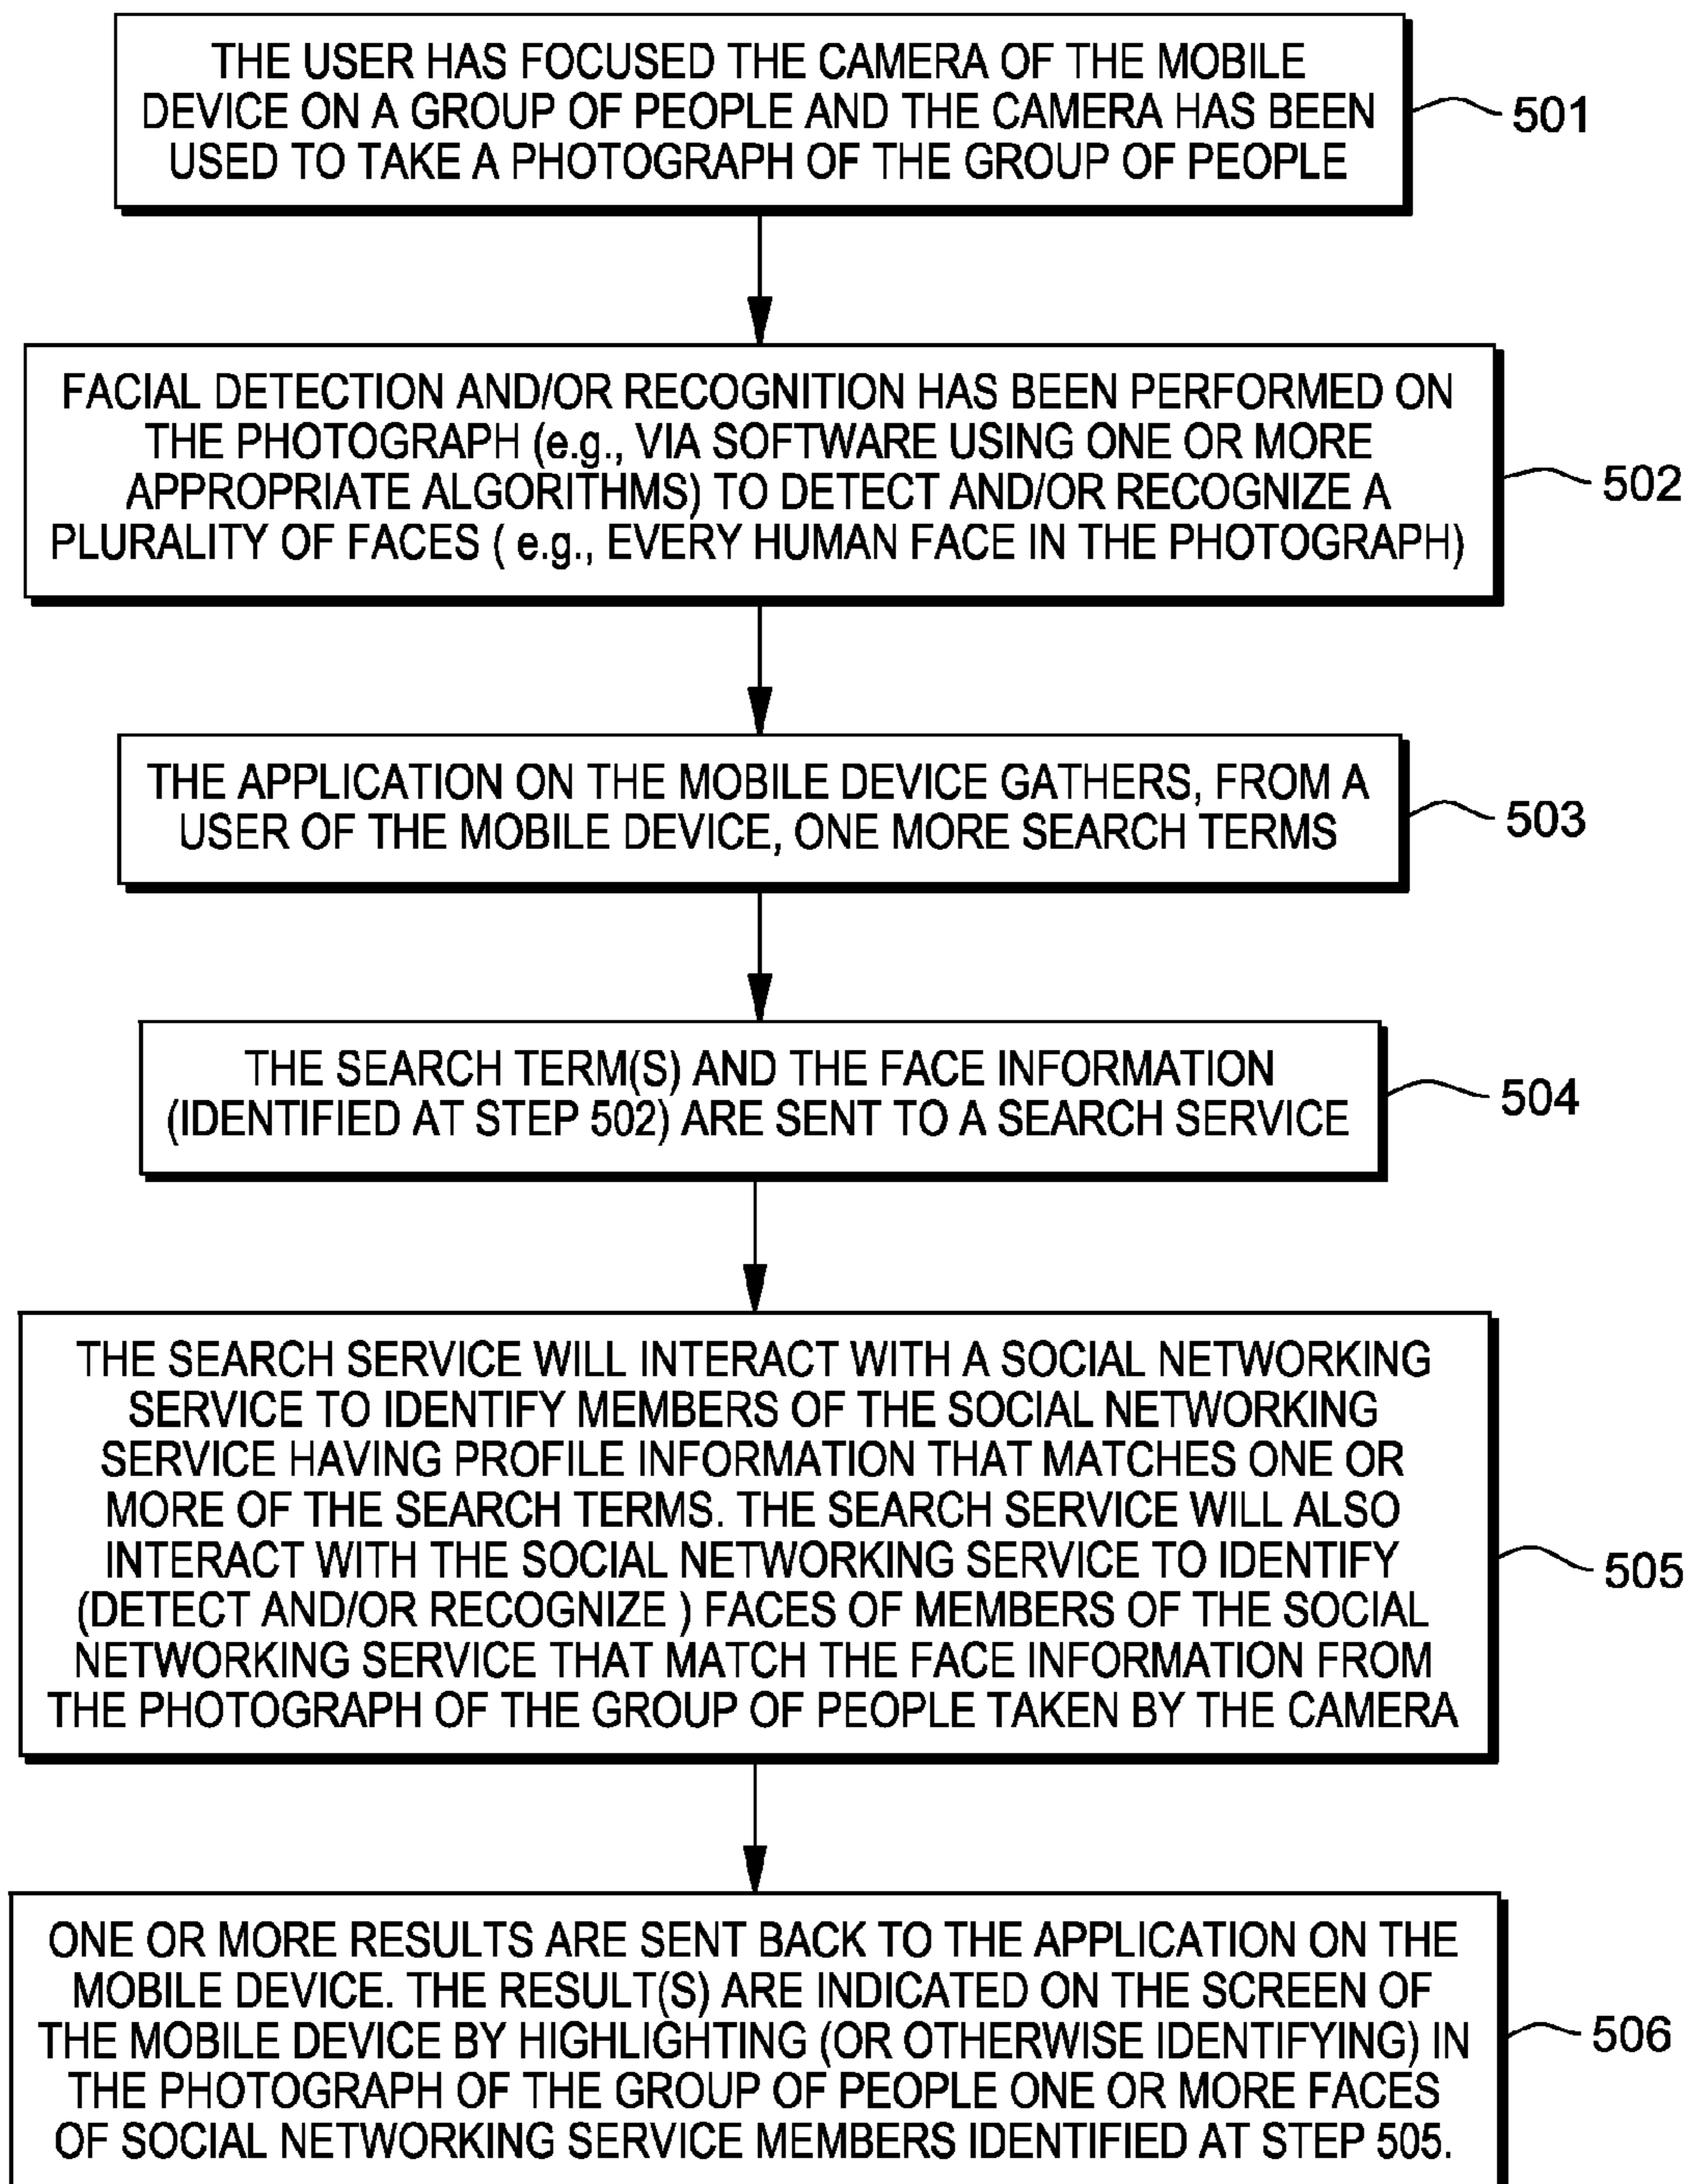 THE USER HAS FOCUSED THE CAMERA OF THE MOBILE
DEVICE ON A GROUP OF PEOPLE AND THE CAMERA HAS BEEN
USED TO TAKE A PHOTOGRAPH OF THE GROUP OF PEOPLE
501
FACIAL DETECTION AND/OR RECOGNITION HAS BEEN PERFORMED ON
THE PHOTOGRAPH (e.g., VIA SOFTWARE USING ONE OR MORE
APPROPRIATE ALGORITHMS) TO DETECT AND/OR RECOGNIZE A
PLURALITY OF FACES ( e.g., EVERY HUMAN FACE IN THE PHOTOGRAPH)
502
THE APPLICATION ON THE MOBILE DEVICE GATHERS, FROM A
USER OF THE MOBILE DEVICE, ONE MORE SEARCH TERMS
503
THE SEARCH TERM(S) AND THE FACE INFORMATION
(IDENTIFIED AT STEP 502) ARE SENT TO A SEARCH SERVICE
504
THE SEARCH SERVICE WILL INTERACT WITH A SOCIAL NETWORKING
SERVICE TO IDENTIFY MEMBERS OF THE SOCIAL NETWORKING
SERVICE HAVING PROFILE INFORMATION THAT MATCHES ONE OR
MORE OF THE SEARCH TERMS. THE SEARCH SERVICE WILL ALSO
INTERACT WITH THE SOCIAL NETWORKING SERVICE TO IDENTIFY
(DETECT AND/OR RECOGNIZE ) FACES OF MEMBERS OF THE SOCIAL
NETWORKING SERVICE THAT MATCH THE FACE INFORMATION FROM
THE PHOTOGRAPH OF THE GROUP OF PEOPLE TAKEN BY THE CAMERA
505
ONE OR MORE RESULTS ARE SENT BACK TO THE APPLICATION ON THE
MOBILE DEVICE. THE RESULT(S) ARE INDICATED ON THE SCREEN OF
THE MOBILE DEVICE BY HIGHLIGHTING (OR OTHERWISE IDENTIFYING) IN
THE PHOTOGRAPH OF THE GROUP OF PEOPLE ONE OR MORE FACES
OF SOCIAL NETWORKING SERVICE MEMBERS IDENTIFIED AT STEP 505.
506